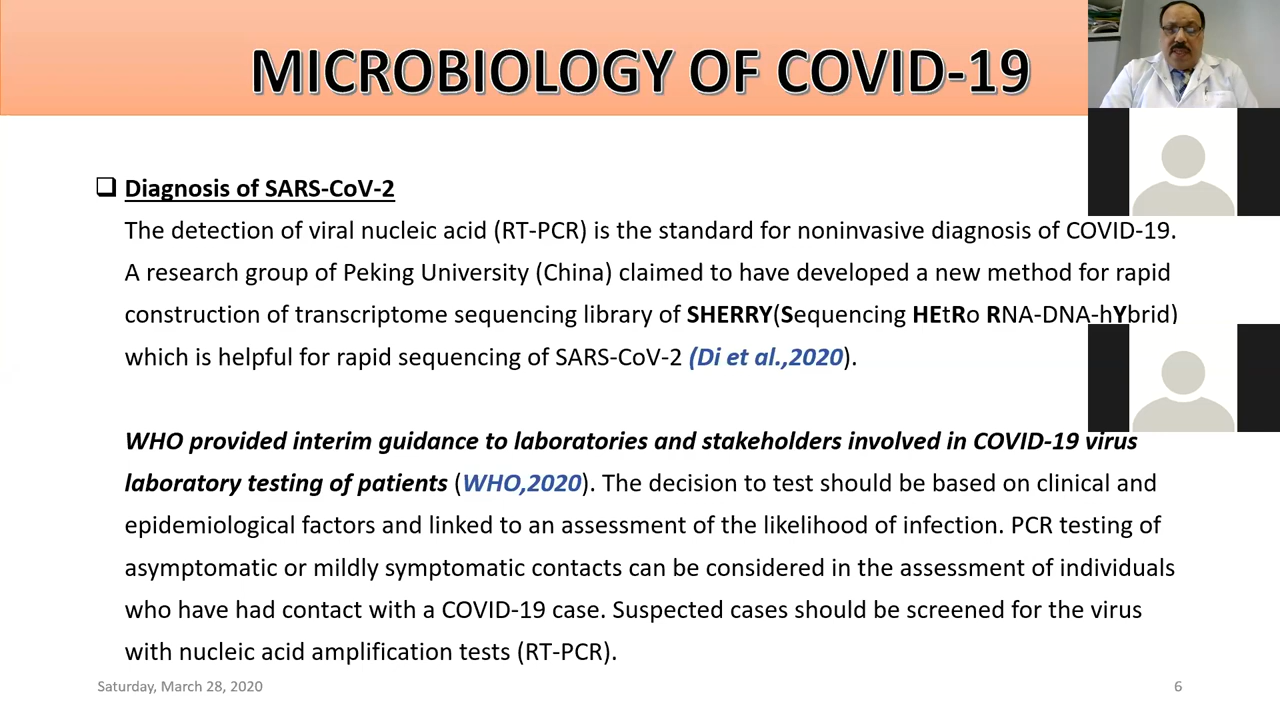 MICROBIOLOGY OF COVID-19
Diagnosis of SARS-CoV-2
The detection of viral nucleic acid (RT-PCR) is the standard for noninvasive diagnosis of COVID-19.
A research group of Peking University (China) claimed to have developed a new method for rapid
construction of transcriptome sequencing library of SHERRY(Sequencing HEtRo RNA-DNA-hYbrid)
which is helpful for rapid sequencing of SARS-CoV-2 (Di et al.,2020).
WHO provided interim guidance to laboratories and stakeholders involved in COVID-19 virus
laboratory testing of patients (WHO,2020). The decision to test should be based on clinical and
epidemiological factors and linked to an assessment of the likelihood of infection. PCR testing of
asymptomatic or mildly symptomatic contacts can be considered in the assessment of individuals
who have had contact with a COVID-19 case. Suspected cases should be screened for the virus
with nucleic acid amplification tests (RT-PCR).
Saturday, March 28, 2020
6